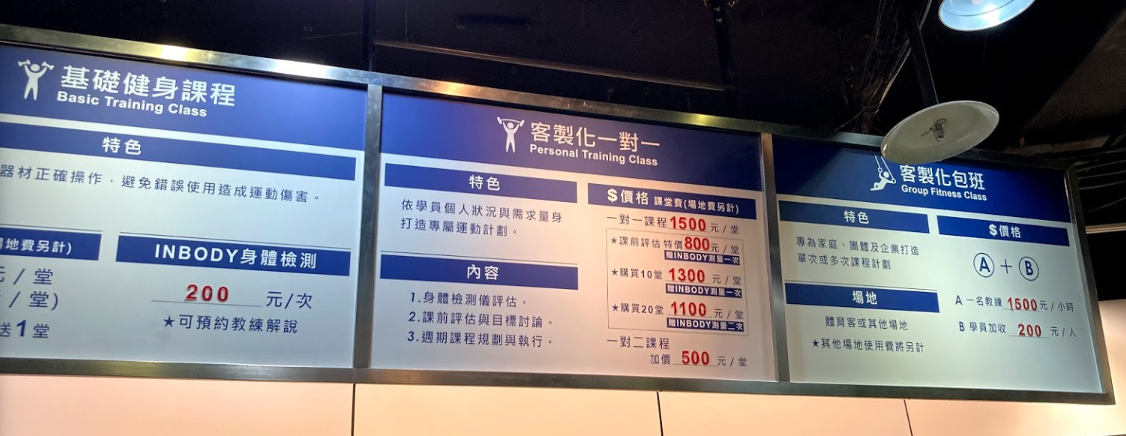 基礎健身課程
Basic Training Class
特色
器材正確操作，避免錯誤使用造成運動傷害。
場地費另計)
元 / 堂
/ 堂)
送1堂
INBODY身體檢測
200 元/次
★可預約教練解說
客製化一對一
Personal Training Class
特色
依學員個人狀況與需求量身
打造專屬運動計劃。
內容
1.身體檢測儀評估。
2.課前評估與目標討論。
3.週期課程規劃與執行。
$價格 課堂費(場地費另計)
一對一課程 1500 元 / 堂
★課前評估 特價 800 元 / 堂
贈INBODY測量一次
★購買10堂 1300 元 / 堂
贈INBODY測量一次
★購買20堂 1100 元 / 堂
贈INBODY測量二次
一對二課程
加價 500 元 / 堂
客製化包班
Group Fitness Class
特色
專為家庭、團體及企業打造
單次或多次課程計劃
場地
體育客或其他場地
★其他場地使用費將另計
$價格
A + B
A 一名教練 1500 元 / 小時
B 學員加收 200 元 / 人